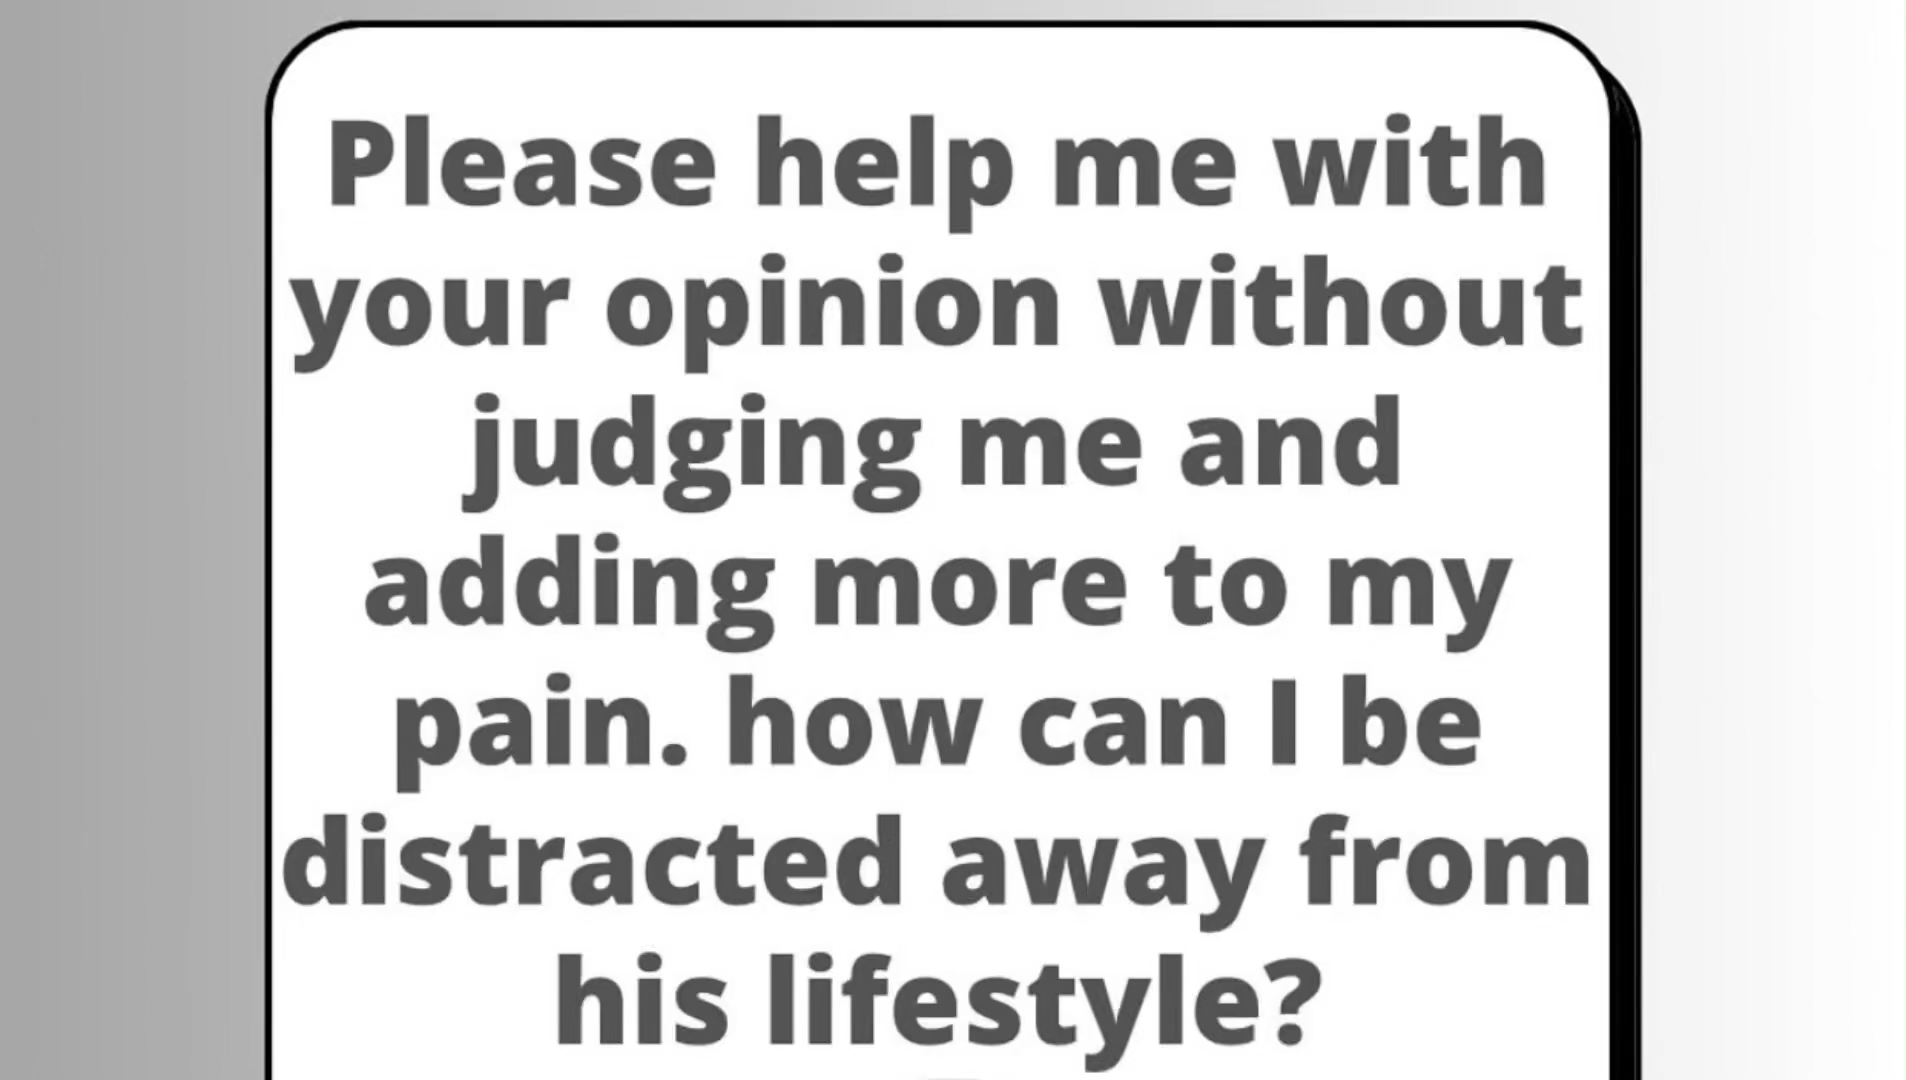 Please help me with
your opinion without
judging me and
adding more to my
pain. how can I be
distracted away from
his lifestyle?